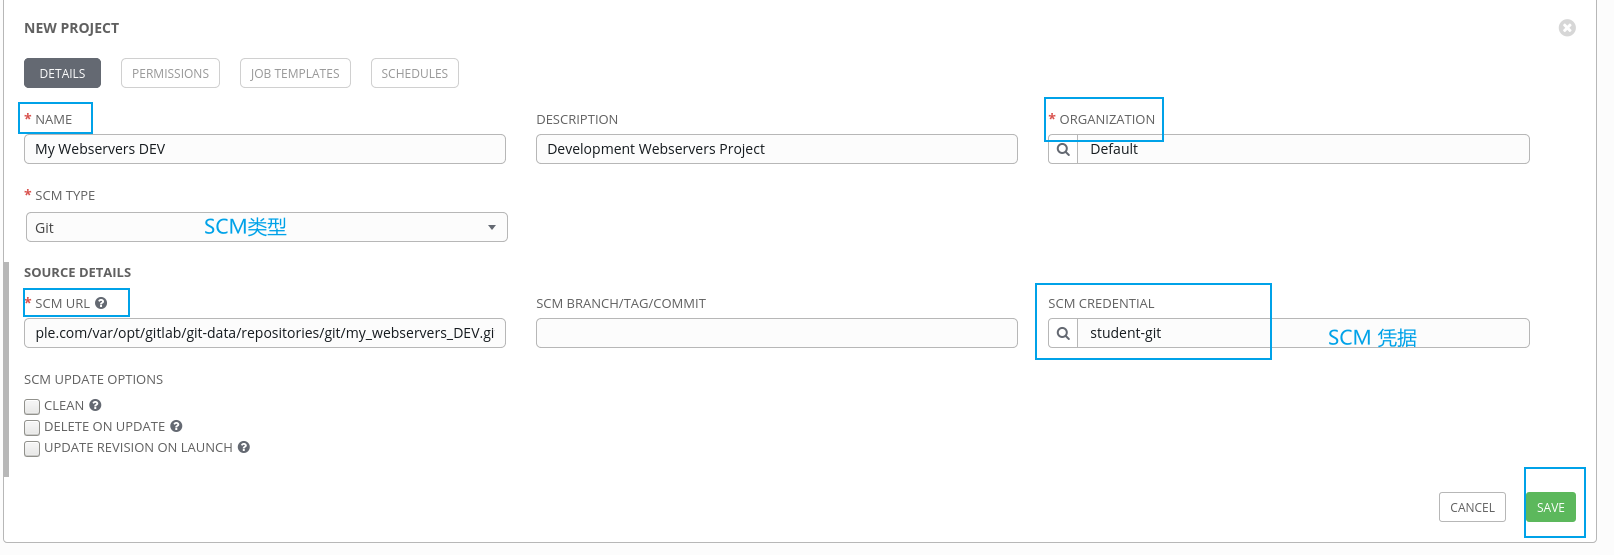 NEW PROJECT
DETAILS PERMISSIONS JOB TEMPLATES SCHEDULES
* NAME DESCRIPTION * ORGANIZATION
My Webservers DEV Development Webservers Project Default
* SCM TYPE
Git SCM类型
SOURCE DETAILS
* SCM URL ? SCM BRANCH/TAG/COMMIT SCM CREDENTIAL
ple.com/var/opt/gitlab/git-data/repositories/git/my_webservers_DEV.gi student-git SCM 凭据
SCM UPDATE OPTIONS
CLEAN ?
DELETE ON UPDATE ?
UPDATE REVISION ON LAUNCH ?
CANCEL SAVE